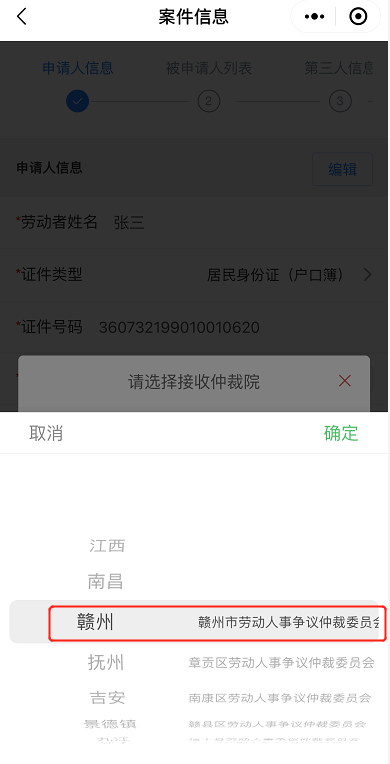 案件信息
申请人信息 被申请人列表 第三人信息
2 3
申请人信息 编辑
*劳动者姓名 张三
*证件类型 居民身份证（户口簿）
*证件号码 360732199010010620
*
请选择接收仲裁院
取消 确定
江西
南昌
赣州 赣州市劳动人事争议仲裁委员会
抚州 章贡区劳动人事争议仲裁委员会
吉安 南康区劳动人事争议仲裁委员会
景德镇 赣县区劳动人事争议仲裁委员会